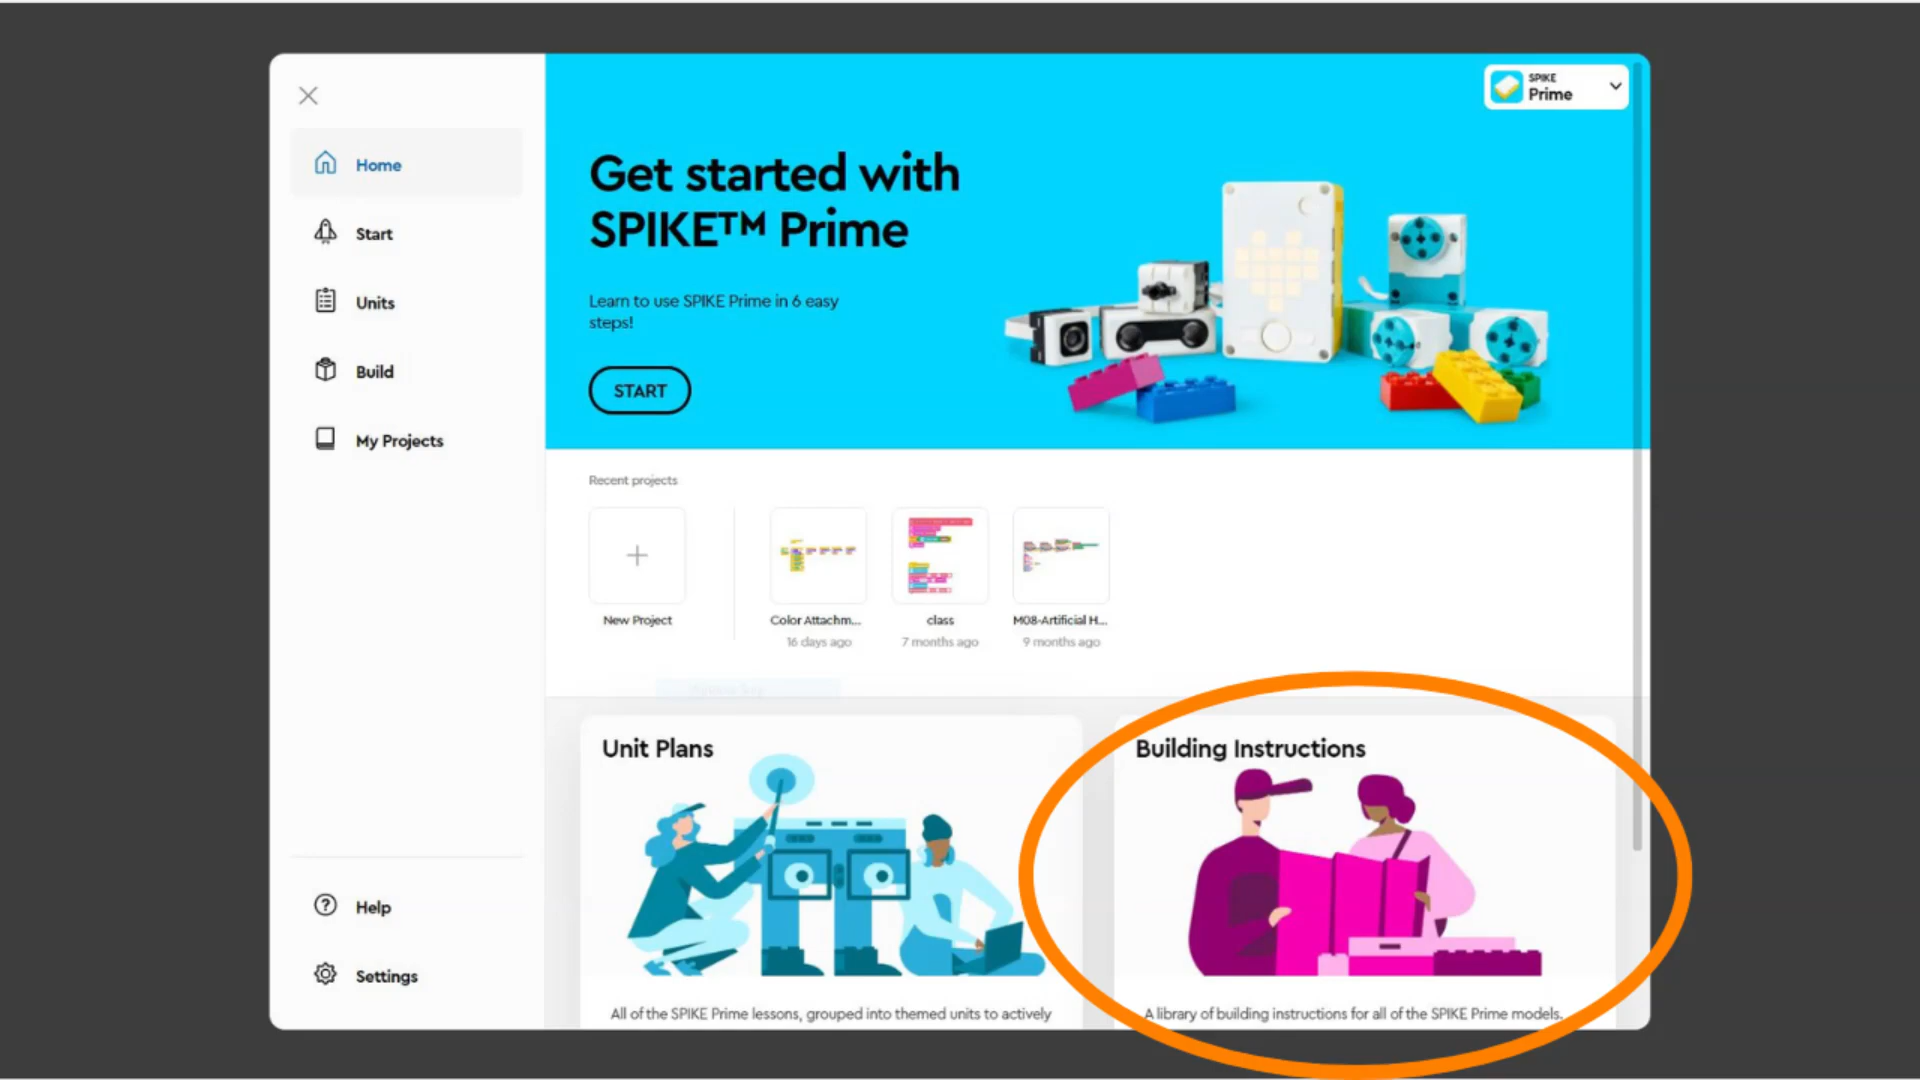 Home
Start
Units
Build
My Projects
Help
Settings
SPIKE
Prime
Get started with
SPIKE™ Prime
Learn to use SPIKE Prime in 6 easy
steps!
START
Recent projects
New Project
Color Attachm...
16 days ago
class
7 months ago
M08-Artificial H...
9 months ago
Unit Plans
All of the SPIKE Prime lessons, grouped into themed units to actively
Building Instructions
A library of building instructions for all of the SPIKE Prime models.